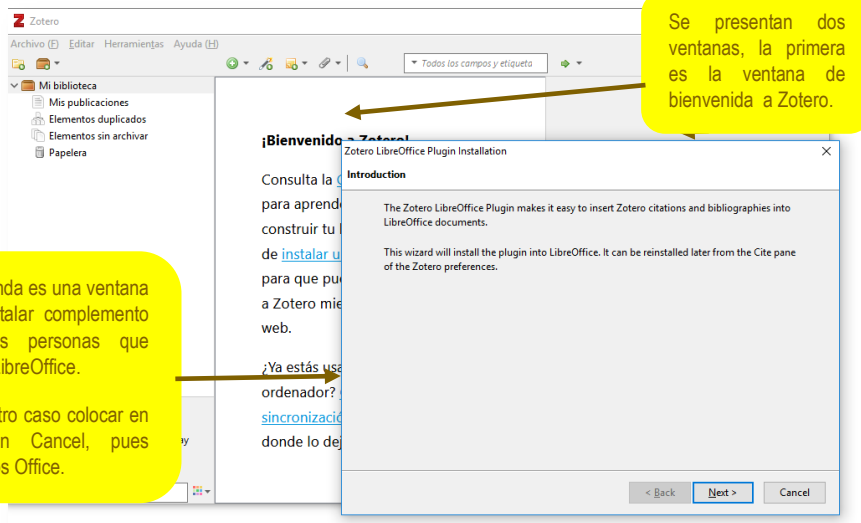 Zotero
Archivo (F) Editar Herramientas Ayuda (H)
Todos los campos y etiqueta
Mi biblioteca
Mis publicaciones
Elementos duplicados
Elementos sin archivar
Papelera
Se presentan dos
ventanas, la primera
es la ventana de
bienvenida a Zotero.
¡Bienvenido a Zotero!
Consulta la
para aprend
construir tu
de instalar u
para que pu
a Zotero mie
web.
¿Ya estás usa
ordenador?
sincronizació
donde lo dej
Zotero LibreOffice Plugin Installation
Introduction
The Zotero LibreOffice Plugin makes it easy to insert Zotero citations and bibliographies into
LibreOffice documents.
This wizard will install the plugin into LibreOffice. It can be reinstalled later from the Cite pane
of the Zotero preferences.
< Back Next > Cancel
nda es una ventana
talar complemento
s personas que
ibreOffice.
tro caso colocar en
n Cancel, pues
os Office.
ay